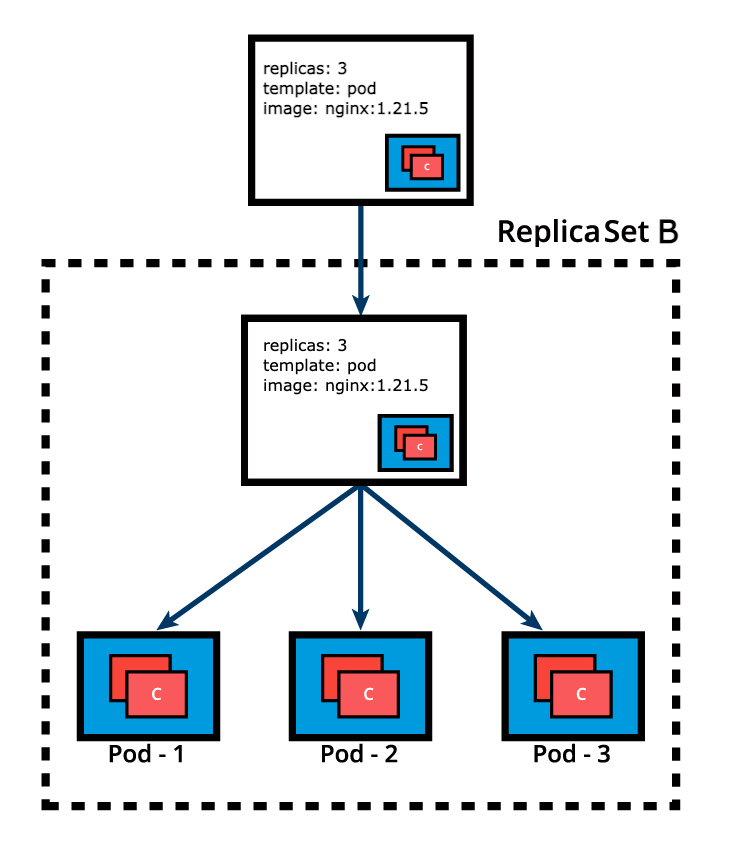 replicas: 3
template: pod
image: nginx:1.21.5
C
ReplicaSet B
replicas: 3
template: pod
image: nginx:1.21.5
C
C
C
C
Pod - 1
Pod - 2
Pod - 3